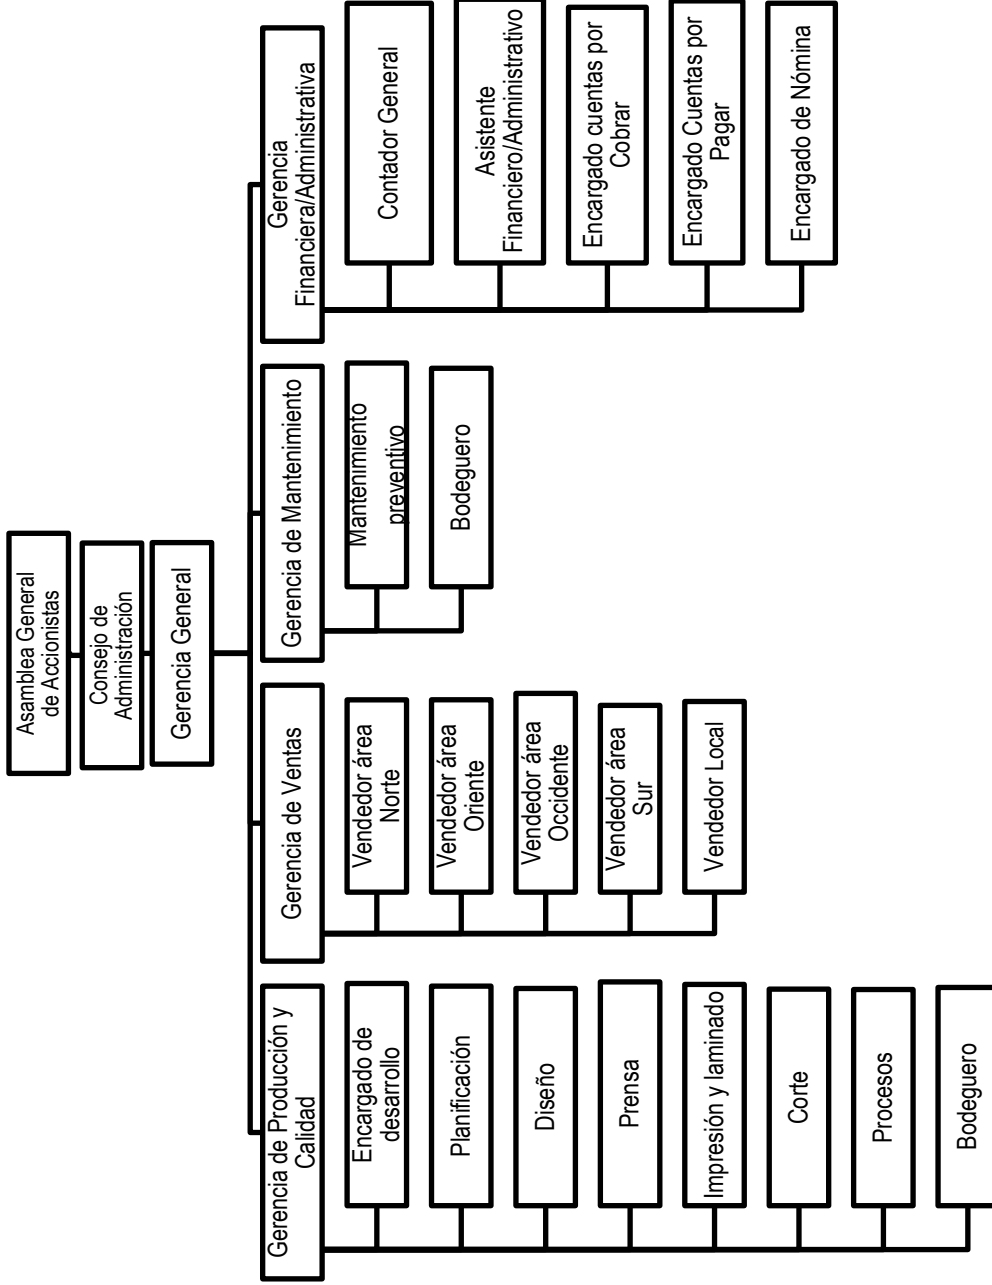 Asamblea General
de Accionistas
Consejo de
Administración
Gerencia General
Gerencia de Producción y
Calidad
Encargado de
desarrollo
Planificación
Diseño
Prensa
Impresión y laminado
Corte
Procesos
Bodeguero
Gerencia de Ventas
Vendedor área
Norte
Vendedor área
Oriente
Vendedor área
Occidente
Vendedor área
Sur
Vendedor Local
Gerencia de Mantenimiento
Mantenimiento
preventivo
Bodeguero
Gerencia
Financiera/Administrativa
Contador General
Asistente
Financiero/Administrativo
Encargado cuentas por
Cobrar
Encargado Cuentas por
Pagar
Encargado de Nómina